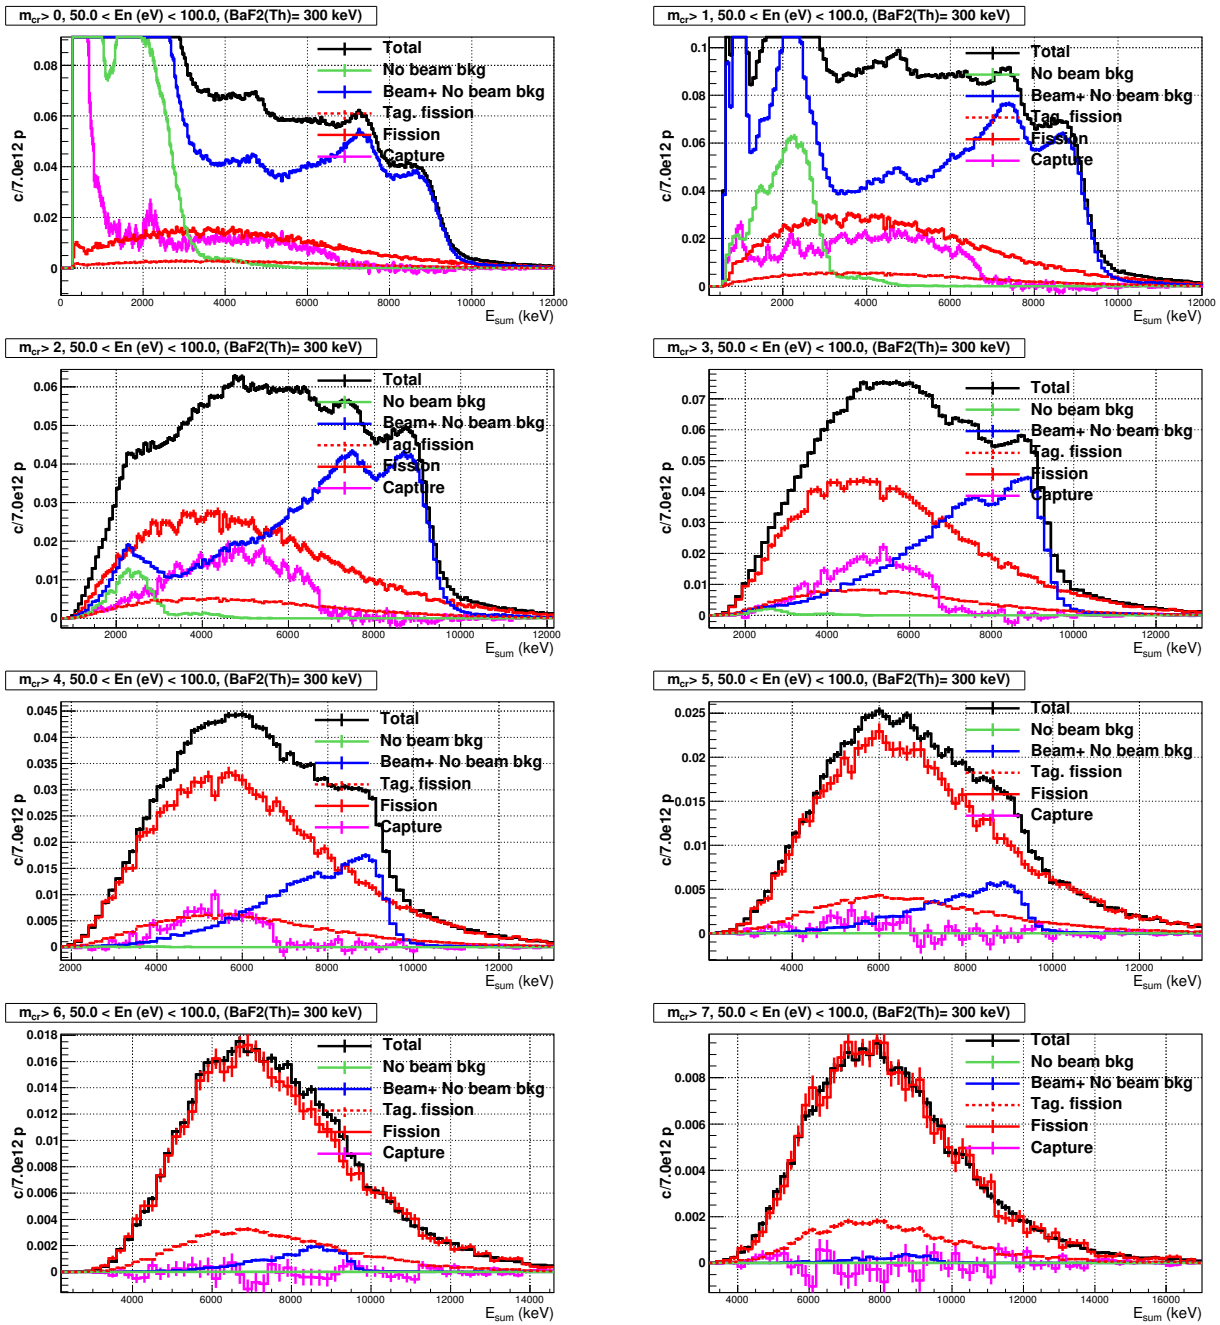 m_cr> 0, 50.0 < En (eV) < 100.0, (BaF2(Th)= 300 keV)
c/7.0e12 p
0.08
0.06
0.04
0.02
0
Total
No beam bkg
Beam+ No beam bkg
Tag. fission
Fission
Capture
0 2000 4000 6000 8000 10000 12000
E_sum (keV)
m_cr> 1, 50.0 < En (eV) < 100.0, (BaF2(Th)= 300 keV)
c/7.0e12 p
0.1
0.08
0.06
0.04
0.02
0
Total
No beam bkg
Beam+ No beam bkg
Tag. fission
Fission
Capture
2000 4000 6000 8000 10000 12000
E_sum (keV)
m_cr> 2, 50.0 < En (eV) < 100.0, (BaF2(Th)= 300 keV)
c/7.0e12 p
0.06
0.05
0.04
0.03
0.02
0.01
0
Total
No beam bkg
Beam+ No beam bkg
Tag. fission
Fission
Capture
2000 4000 6000 8000 10000 12000
E_sum (keV)
m_cr> 3, 50.0 < En (eV) < 100.0, (BaF2(Th)= 300 keV)
c/7.0e12 p
0.07
0.06
0.05
0.04
0.03
0.02
0.01
0
Total
No beam bkg
Beam+ No beam bkg
Tag. fission
Fission
Capture
2000 4000 6000 8000 10000 12000
E_sum (keV)
m_cr> 4, 50.0 < En (eV) < 100.0, (BaF2(Th)= 300 keV)
c/7.0e12 p
0.045
0.04
0.035
0.03
0.025
0.02
0.015
0.01
0.005
0
Total
No beam bkg
Beam+ No beam bkg
Tag. fission
Fission
Capture
2000 4000 6000 8000 10000 12000
E_sum (keV)
m_cr> 5, 50.0 < En (eV) < 100.0, (BaF2(Th)= 300 keV)
c/7.0e12 p
0.025
0.02
0.015
0.01
0.005
0
Total
No beam bkg
Beam+ No beam bkg
Tag. fission
Fission
Capture
4000 6000 8000 10000 12000
E_sum (keV)
m_cr> 6, 50.0 < En (eV) < 100.0, (BaF2(Th)= 300 keV)
c/7.0e12 p
0.018
0.016
0.014
0.012
0.01
0.008
0.006
0.004
0.002
0
Total
No beam bkg
Beam+ No beam bkg
Tag. fission
Fission
Capture
4000 6000 8000 10000 12000 14000
E_sum (keV)
m_cr> 7, 50.0 < En (eV) < 100.0, (BaF2(Th)= 300 keV)
c/7.0e12 p
0.008
0.006
0.004
0.002
0
Total
No beam bkg
Beam+ No beam bkg
Tag. fission
Fission
Capture
4000 6000 8000 10000 12000 14000 16000
E_sum (keV)